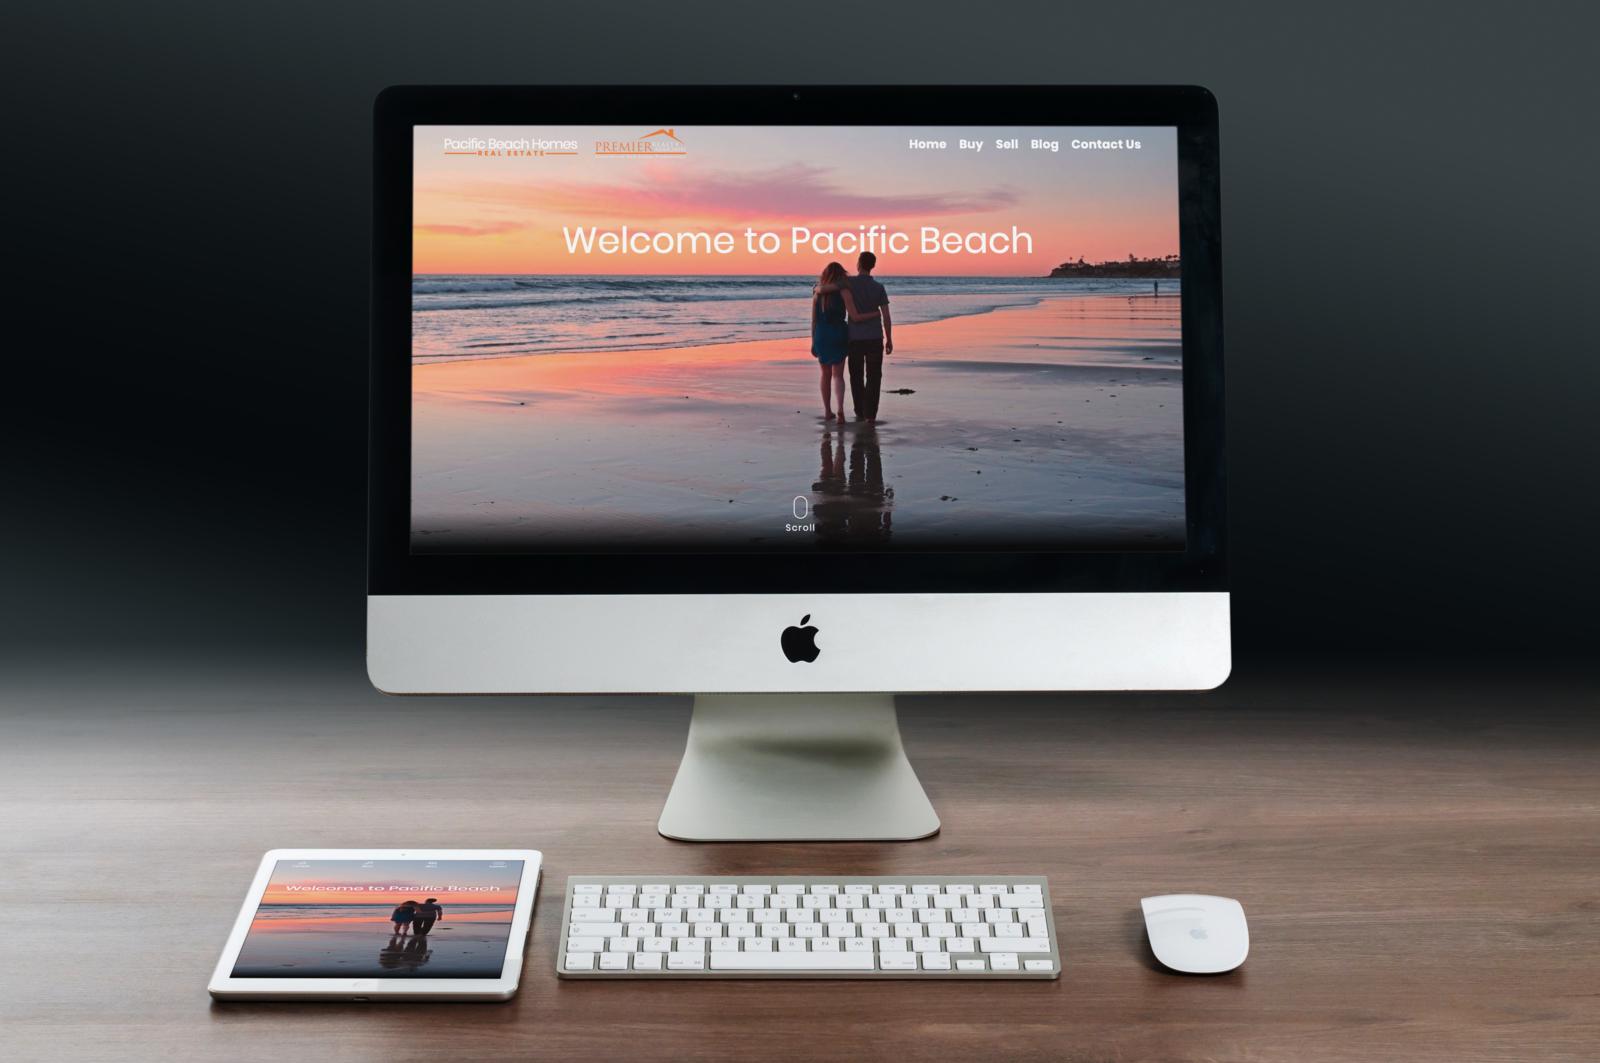 Pacific Beach Homes
REAL ESTATE
PREMIER
Home Buy Sell Blog Contact Us
Welcome to Pacific Beach
Scroll
Welcome to Pacific Beach